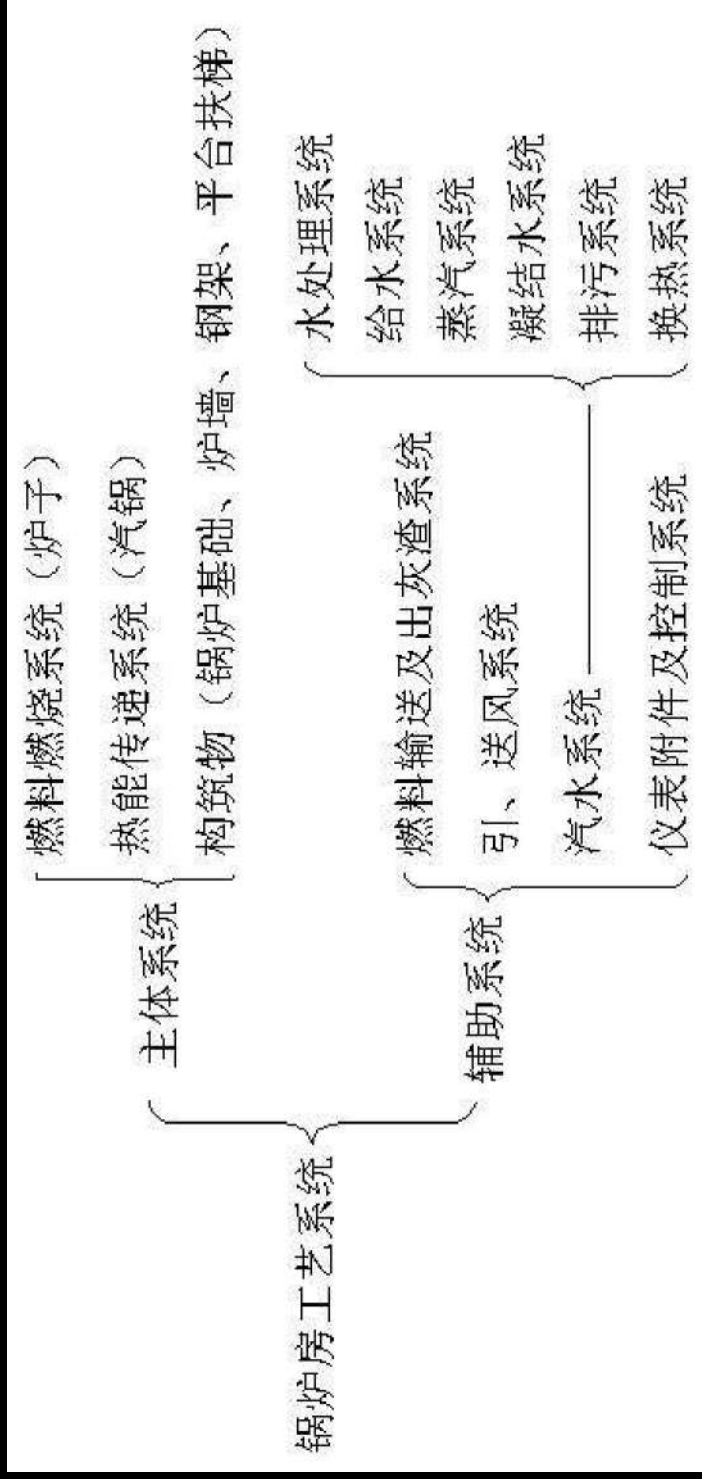 锅炉房工艺系统
主体系统
燃料燃烧系统（炉子）
热能传递系统（汽锅）
构筑物（锅炉基础、炉墙、钢架、平台扶梯）
辅助系统
燃料输送及出灰渣系统
引、送风系统
汽水系统
水处理系统
给水系统
蒸汽系统
凝结水系统
排污系统
换热系统
仪表附件及控制系统